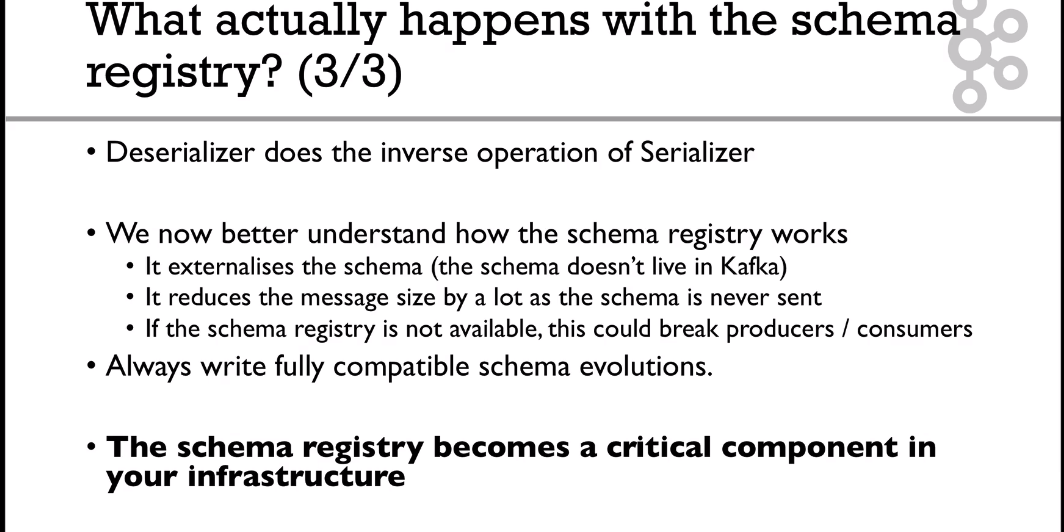 What actually happens with the schema
registry? (3/3)
• Deserializer does the inverse operation of Serializer
• We now better understand how the schema registry works
• It externalises the schema (the schema doesn't live in Kafka)
• It reduces the message size by a lot as the schema is never sent
• If the schema registry is not available, this could break producers / consumers
• Always write fully compatible schema evolutions.
• The schema registry becomes a critical component in
your infrastructure